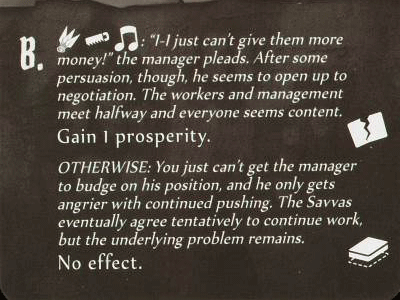 B. : "I-I just can't give them more
money!" the manager pleads. After some
persuasion, though, he seems to open up to
negotiation. The workers and management
meet halfway and everyone seems content.
Gain 1 prosperity.
OTHERWISE: You just can't get the manager
to budge on his position, and he only gets
angrier with continued pushing. The Savvas
eventually agree tentatively to continue work,
but the underlying problem remains.
No effect.